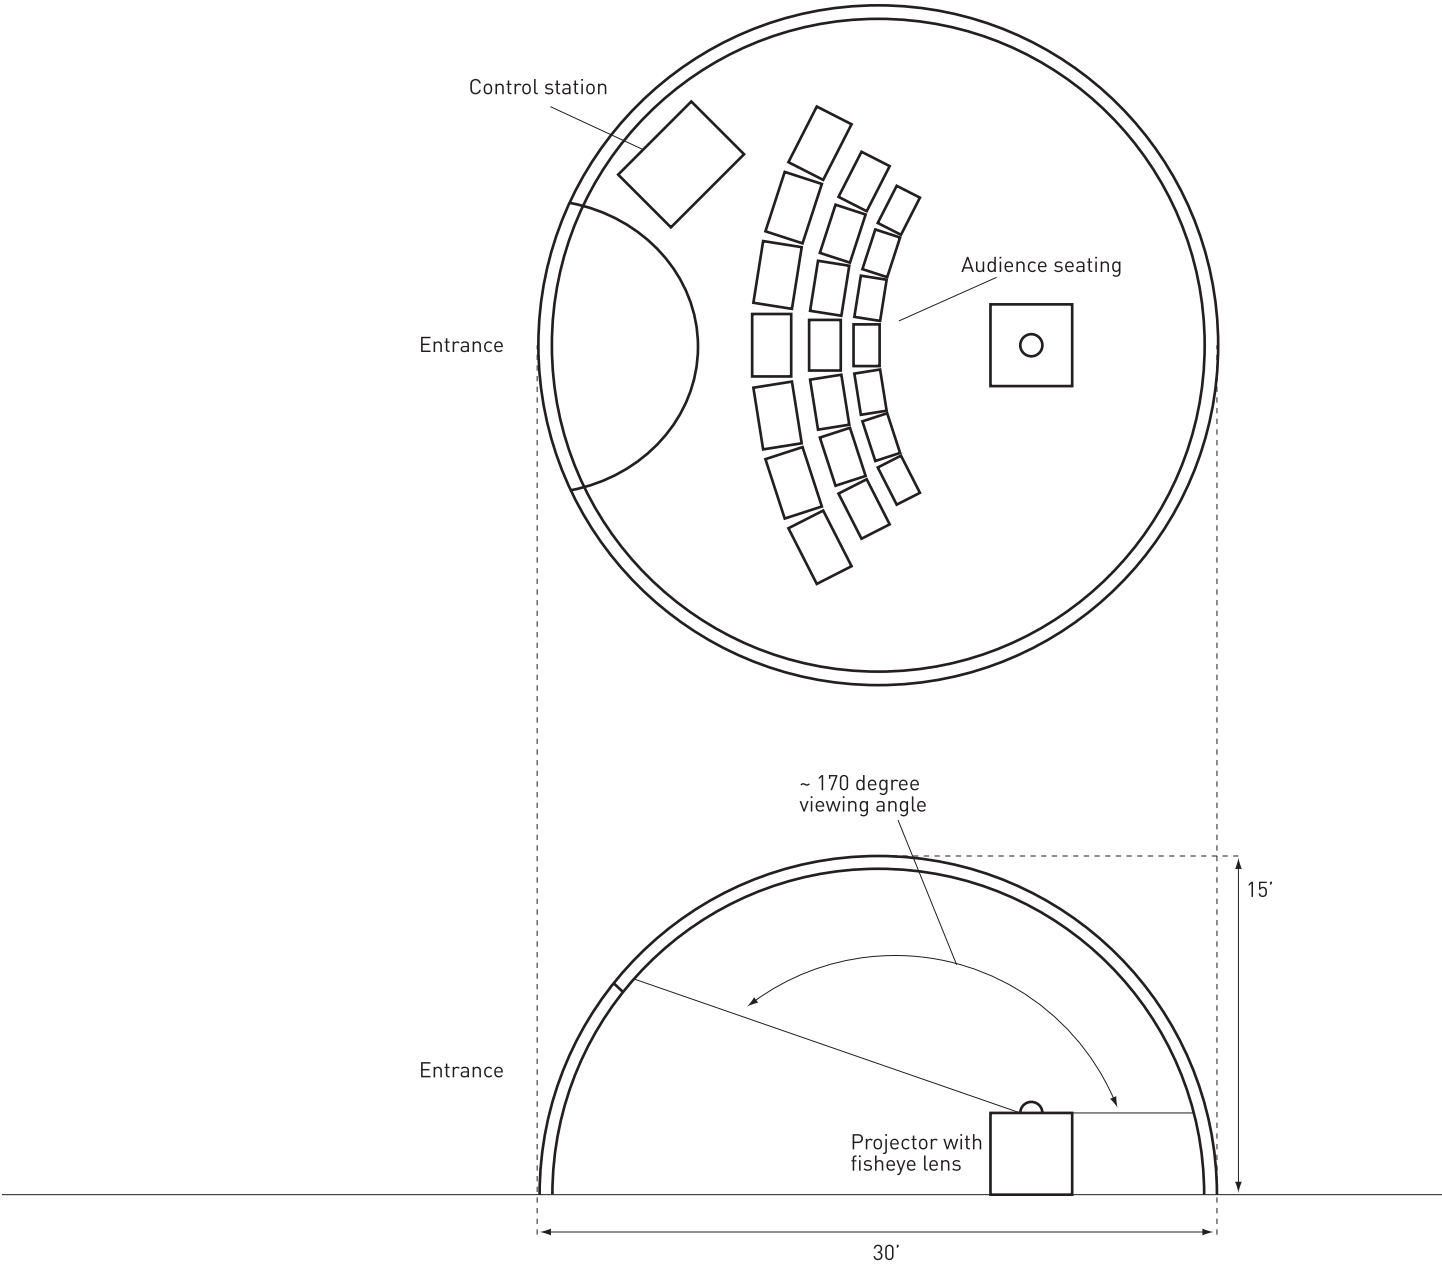 Control station
Audience seating
Entrance
~ 170 degree
viewing angle
15’
Entrance
Projector with
fisheye lens
30’